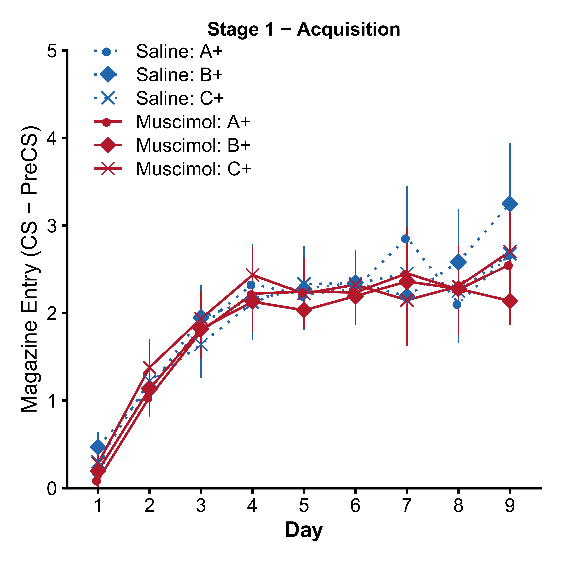 Stage 1 − Acquisition
Saline: A+
Saline: B+
Saline: C+
Muscimol: A+
Muscimol: B+
Muscimol: C+
Magazine Entry (CS − PreCS)
5
4
3
2
1
0
1 2 3 4 5 6 7 8 9
Day